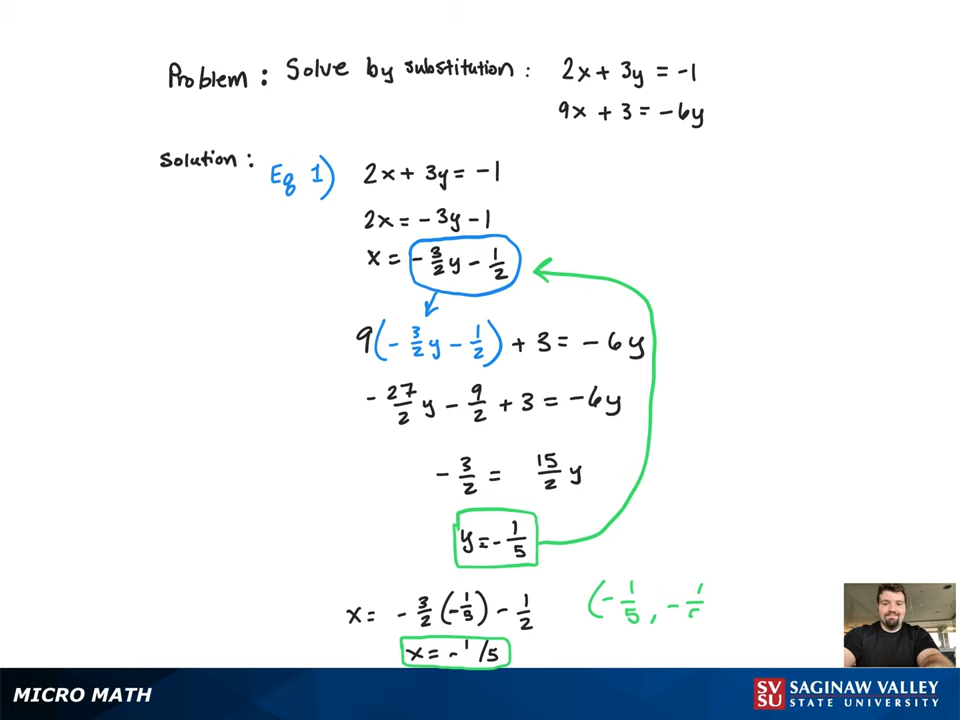 Problem: Solve by substitution: 2x + 3y = -1
9x + 3 = -6y
Solution:
Eq 1) 2x + 3y = -1
2x = -3y - 1
x = -3/2 y - 1/2
9(-3/2 y - 1/2) + 3 = -6y
-27/2 y - 9/2 + 3 = -6y
-3/2 = 15/2 y
y = -1/5
x = -3/2 (-1/5) - 1/2 (-1/5, -1/
x = -1/5
MICRO MATH
SVSU SAGINAW VALLEY
STATE UNIVERSITY